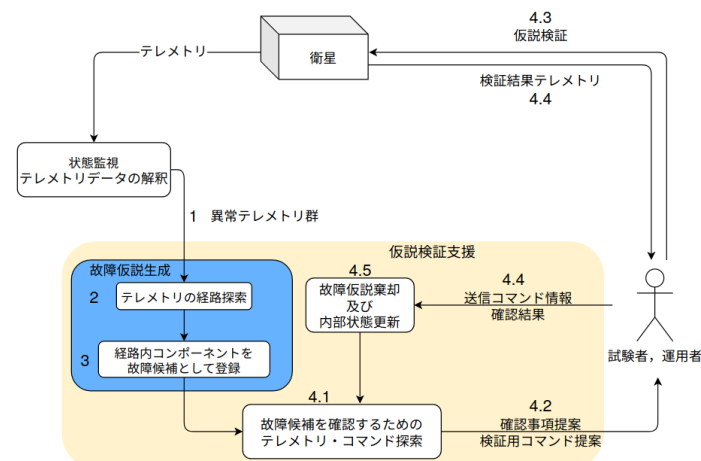 4.3
仮説検証
テレメトリ
衛星
検証結果テレメトリ
4.4
状態監視
テレメトリデータの解釈
1 異常テレメトリ群
仮説検証支援
故障仮説生成
4.5
2
テレメトリの経路探索
故障仮説棄却
及び
内部状態更新
4.4
送信コマンド情報
確認結果
3
経路内コンポーネントを
故障候補として登録
試験者，運用者
4.1
故障候補を確認するための
テレメトリ・コマンド探索
4.2
確認事項提案
検証用コマンド提案